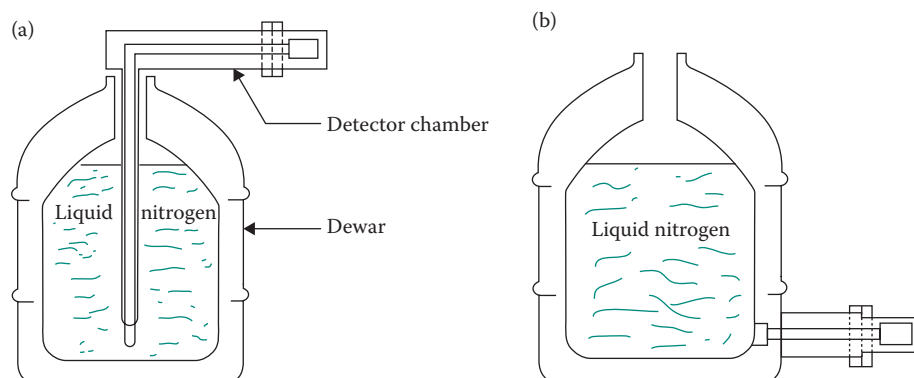 (a)
(b)
Detector chamber
Liquid nitrogen
Dewar
Liquid nitrogen